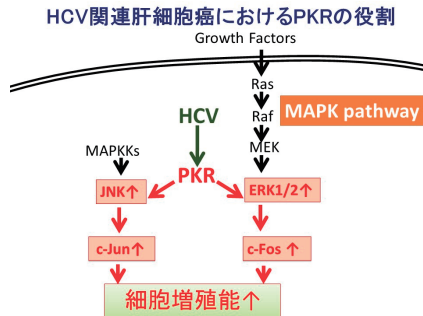 HCV関連肝細胞癌におけるPKRの役割
Growth Factors
Ras
Raf
MAPK pathway
HCV
MEK
MAPKKs
PKR
JNK↑
ERK1/2↑
c-Jun↑
c-Fos ↑
細胞増殖能↑